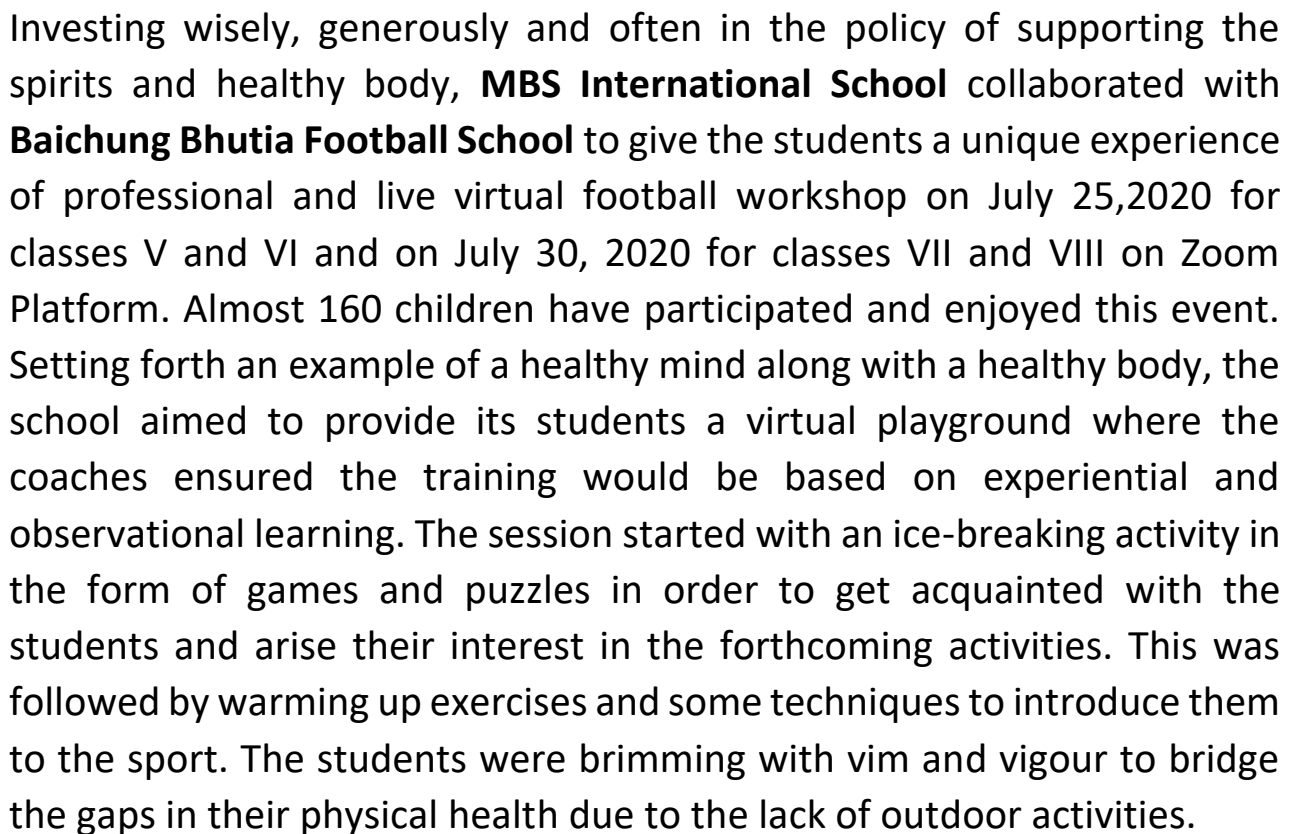 Investing wisely, generously and often in the policy of supporting the
spirits and healthy body, MBS International School collaborated with
Baichung Bhutia Football School to give the students a unique experience
of professional and live virtual football workshop on July 25,2020 for
classes V and VI and on July 30, 2020 for classes VII and VIII on Zoom
Platform. Almost 160 children have participated and enjoyed this event.
Setting forth an example of a healthy mind along with a healthy body, the
school aimed to provide its students a virtual playground where the
coaches ensured the training would be based on experiential and
observational learning. The session started with an ice-breaking activity in
the form of games and puzzles in order to get acquainted with the
students and arise their interest in the forthcoming activities. This was
followed by warming up exercises and some techniques to introduce them
to the sport. The students were brimming with vim and vigour to bridge
the gaps in their physical health due to the lack of outdoor activities.